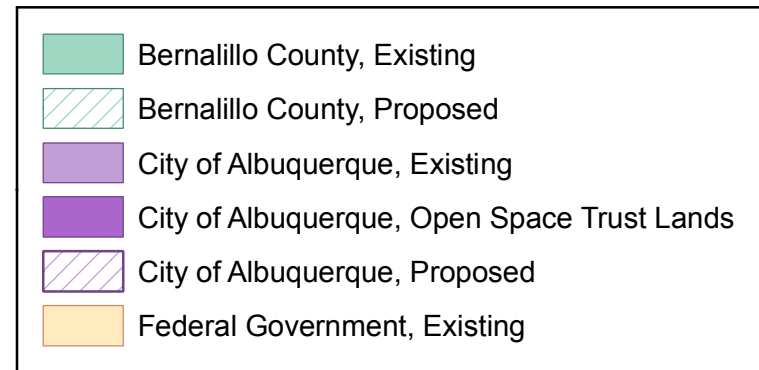 Bernalillo County, Existing
Bernalillo County, Proposed
City of Albuquerque, Existing
City of Albuquerque, Open Space Trust Lands
City of Albuquerque, Proposed
Federal Government, Existing